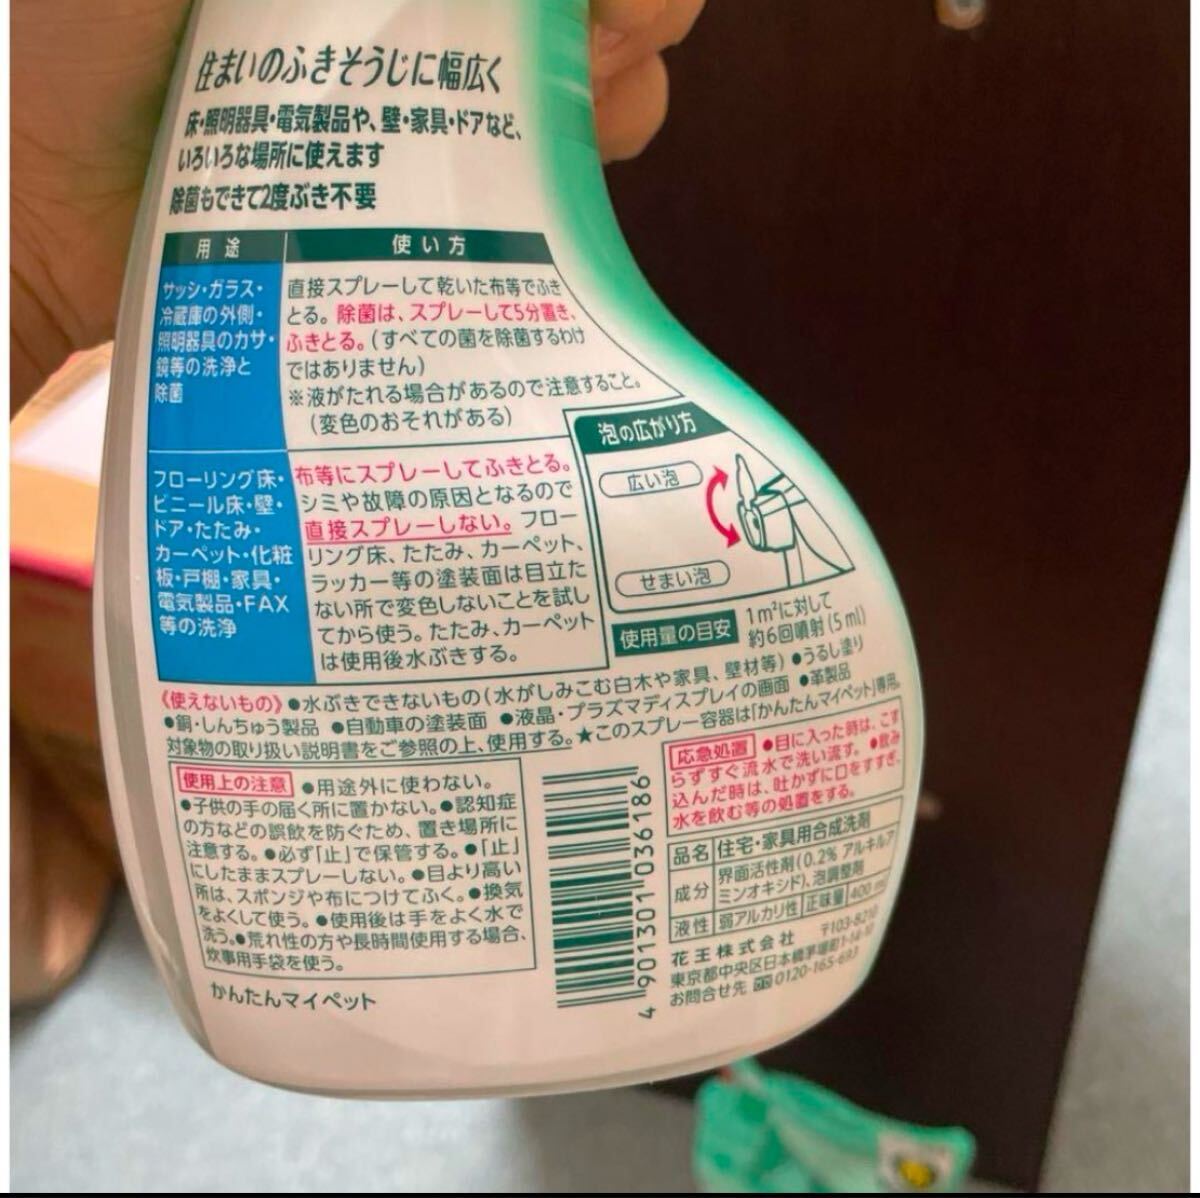 住まいのふきそうじに幅広く
床・照明器具・電気製品や、壁・家具・ドアなど、
いろいろな場所に使えます
除菌もできて2度ぶき不要
用途
使い方
サッシ・ガラス・
冷蔵庫の外側・
照明器具のカサ・
鏡等の洗浄と
除菌
直接スプレーして乾いた布等でふき
とる。除菌は、スプレーして5分置き、
ふきとる。(すべての菌を除菌するわけ
ではありません)
※液がたれる場合があるので注意すること。
(変色のおそれがある)
フローリング床・
ビニール床・壁・
ドア・たたみ・
カーペット・化粧
板・戸棚・家具・
電気製品・FAX
等の洗浄
布等にスプレーしてふきとる。
シミや故障の原因となるので
直接スプレーしない。フロー
リング床、たたみ、カーペット、
ラッカー等の塗装面は目立た
ない所で変色しないことを試し
てから使う。たたみ、カーペット
は使用後水ぶきする。
泡の広がり方
広い泡
せまい泡
使用量の目安
1m²に対して
約6回噴射(5ml)
《使えないもの》●水ぶきできないもの(水がしみこむ白木や家具、壁材等)●うるし塗り
●銅・しんちゅう製品 ●自動車の塗装面 ●液晶・プラズマディスプレイの画面 ●革製品
対象物の取り扱い説明書をご参照の上、使用する。★このスプレー容器は「かんたんマイペット」専用。
使用上の注意 ●用途外に使わない。
●子供の手の届く所に置かない。●認知症
の方などの誤飲を防ぐため、置き場所に
注意する。●必ず「止」で保管する。●「止」
にしたままスプレーしない。●目より高い
所は、スポンジや布につけてふく。●換気
をよくして使う。●使用後は手をよく水で
洗う。●荒れ性の方や長時間使用する場合、
炊事用手袋を使う。
かんたんマイペット
4901301036186
応急処置 ●目に入った時は、こす
らずすぐ流水で洗い流す。●飲み
込んだ時は、吐かずに口をすすぎ、
水を飲む等の処置をする。
品名 住宅・家具用合成洗剤
成分 界面活性剤(0.2% アルキルア
ミンオキシド)、泡調整剤
液性 弱アルカリ性 正味量 400ml
花王株式会社 〒103-8210
東京都中央区日本橋茅場町1-14-10
お問合せ先 0120-165-693